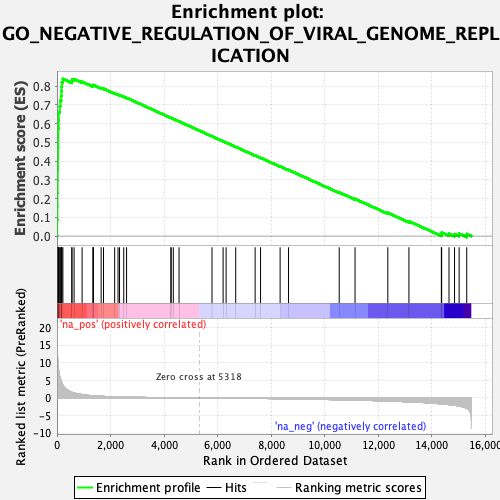 Enrichment plot:
GO_NEGATIVE_REGULATION_OF_VIRAL_GENOME_REPL
ICATION
Enrichment score (ES)
0.8
0.7
0.6
0.5
0.4
0.3
0.2
0.1
0.0
Ranked list metric (PreRanked)
20
15
10
5
0
-5
-10
'na_pos' (positively correlated)
Zero cross at 5318
'na_neg' (negatively correlated)
0
2,000
4,000
6,000
8,000
10,000
12,000
14,000
16,000
Rank in Ordered Dataset
Enrichment profile
Hits
Ranking metric scores